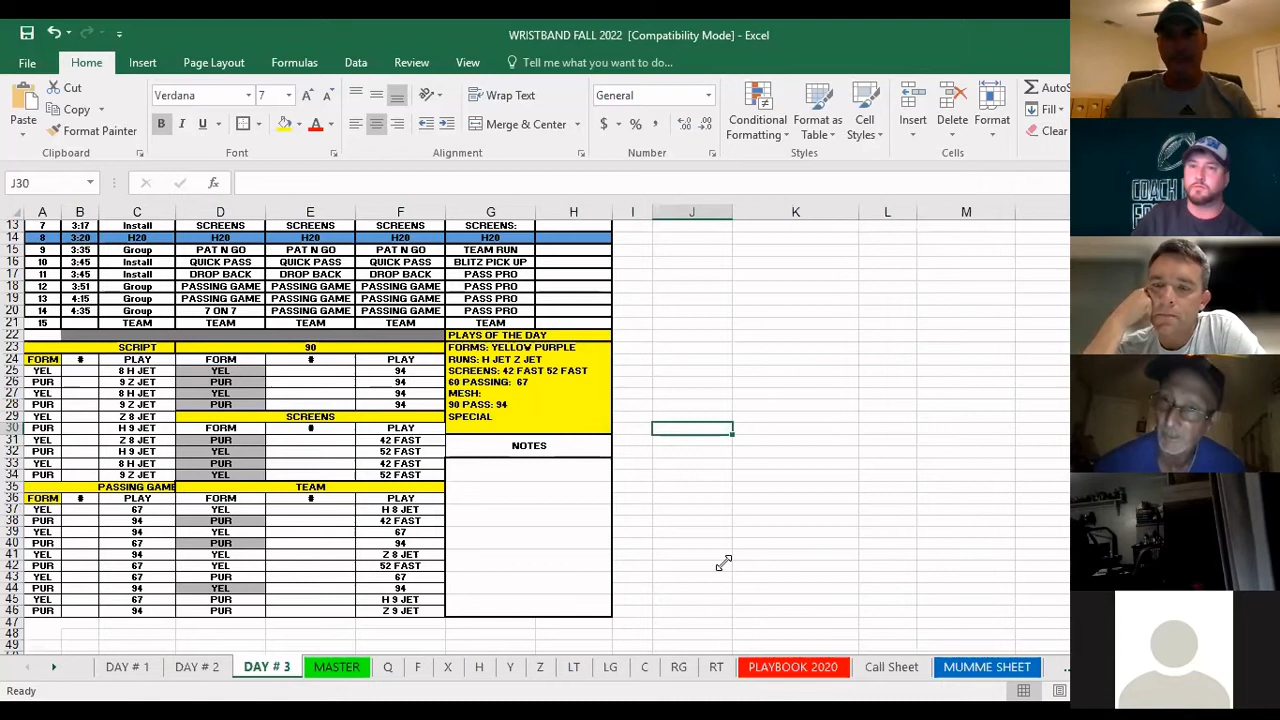 WRISTBAND FALL 2022 [Compatibility Mode] - Excel
File Home Insert Page Layout Formulas Data Review View Tell me what you want to do...
Cut
Copy
Format Painter
Paste
Verdana 7
Wrap Text
Merge & Center
General
Conditional Formatting
Format as Table
Cell Styles
Insert Delete Format
AutoS
Fill
Clear
Clipboard Font Alignment Number Styles Cells
J30
A B C D E F G H I J K L M
13 7 3:17 Install SCREENS SCREENS SCREENS SCREENS:
14 8 3:20 H20 H20 H20 H20 H20
15 9 3:35 Group PAT N GO PAT N GO PAT N GO TEAM RUN
16 10 3:45 Install QUICK PASS QUICK PASS QUICK PASS BLITZ PICK UP
17 11 3:45 Install DROP BACK DROP BACK DROP BACK PASS PRO
18 12 3:51 Group PASSING GAME PASSING GAME PASSING GAME PASS PRO
19 13 4:15 Group PASSING GAME PASSING GAME PASSING GAME PASS PRO
20 14 4:35 Group 7 ON 7 PASSING GAME PASSING GAME PASS PRO
21 15 TEAM TEAM TEAM TEAM TEAM
22 PLAYS OF THE DAY
23 SCRIPT 90 FORMS: YELLOW PURPLE
24 FORM # PLAY FORM # PLAY RUNS: H JET Z JET
25 YEL 8 H JET YEL 94 SCREENS: 42 FAST 52 FAST
26 PUR 9 Z JET PUR 94 60 PASSING: 67
27 YEL 8 H JET YEL 94 MESH:
28 PUR 9 Z JET PUR 94 90 PASS: 94
29 YEL Z 8 JET SCREENS SPECIAL
30 PUR H 9 JET FORM # PLAY
31 YEL Z 8 JET PUR 42 FAST NOTES
32 PUR H 9 JET YEL 52 FAST
33 YEL 8 H JET PUR 42 FAST
34 PUR 9 Z JET YEL 52 FAST
35 PASSING GAME TEAM
36 FORM # PLAY FORM # PLAY
37 YEL 67 YEL H 8 JET
38 PUR 94 PUR 42 FAST
39 YEL 94 YEL 67
40 PUR 67 PUR 94
41 YEL 94 YEL Z 8 JET
42 PUR 67 YEL 52 FAST
43 YEL 67 PUR 67
44 PUR 94 YEL 94
45 YEL 67 PUR H 9 JET
46 PUR 94 PUR Z 9 JET
47
48
49
DAY # 1 DAY # 2 DAY # 3 MASTER Q F X H Y Z LT LG C RG RT PLAYBOOK 2020 Call Sheet MUMME SHEET ...
Ready